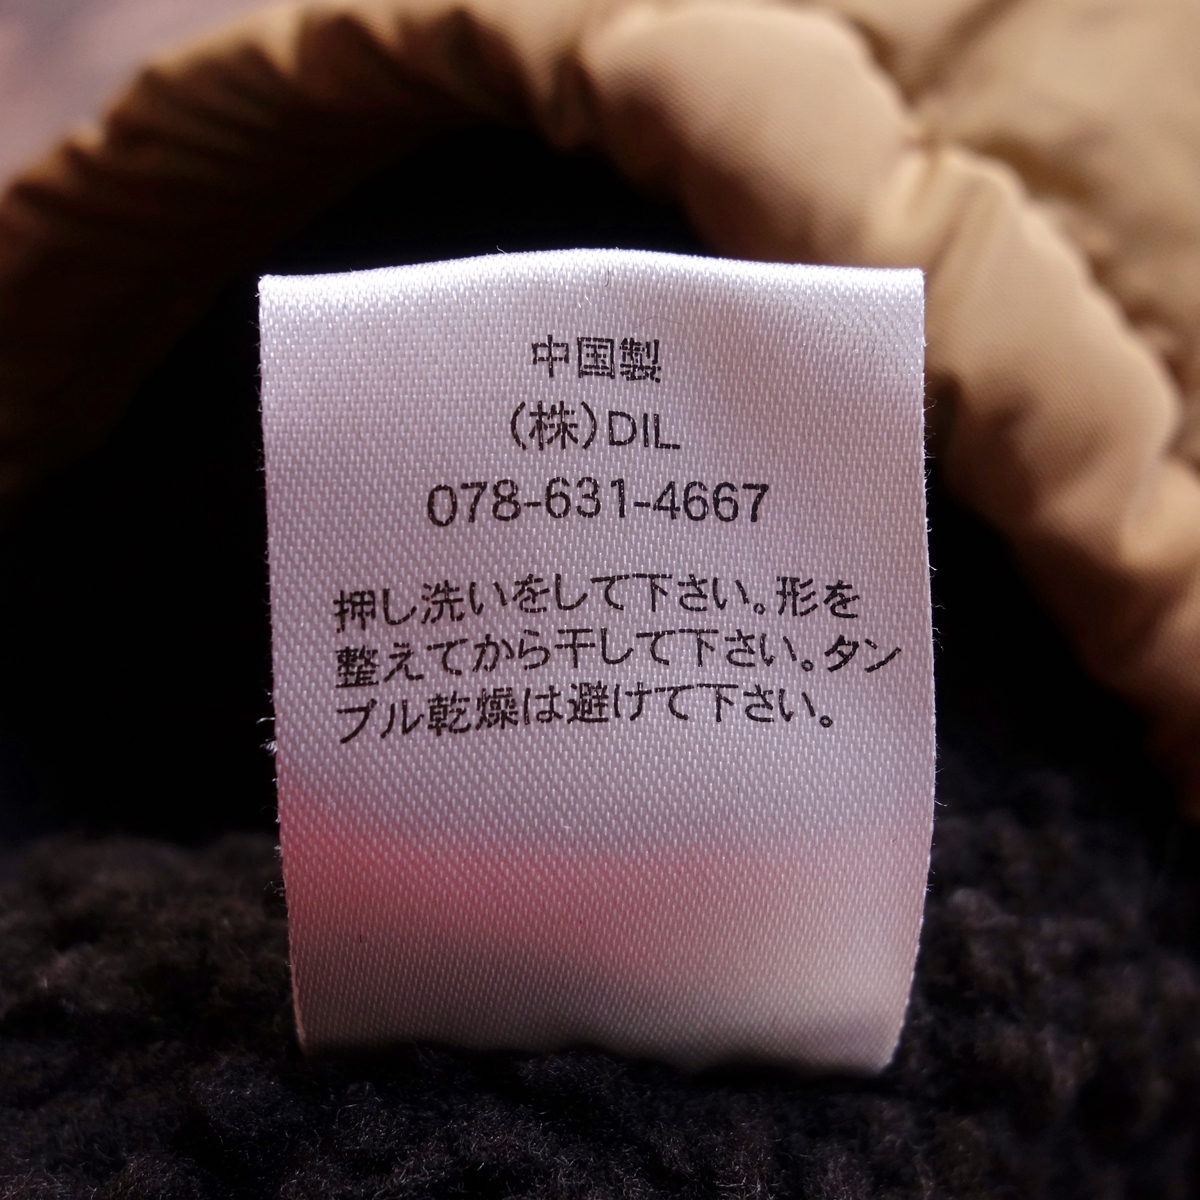 中国製
（株）DIL
078-631-4667
押し洗いをして下さい。形を
整えてから干して下さい。タン
ブル乾燥は避けて下さい。